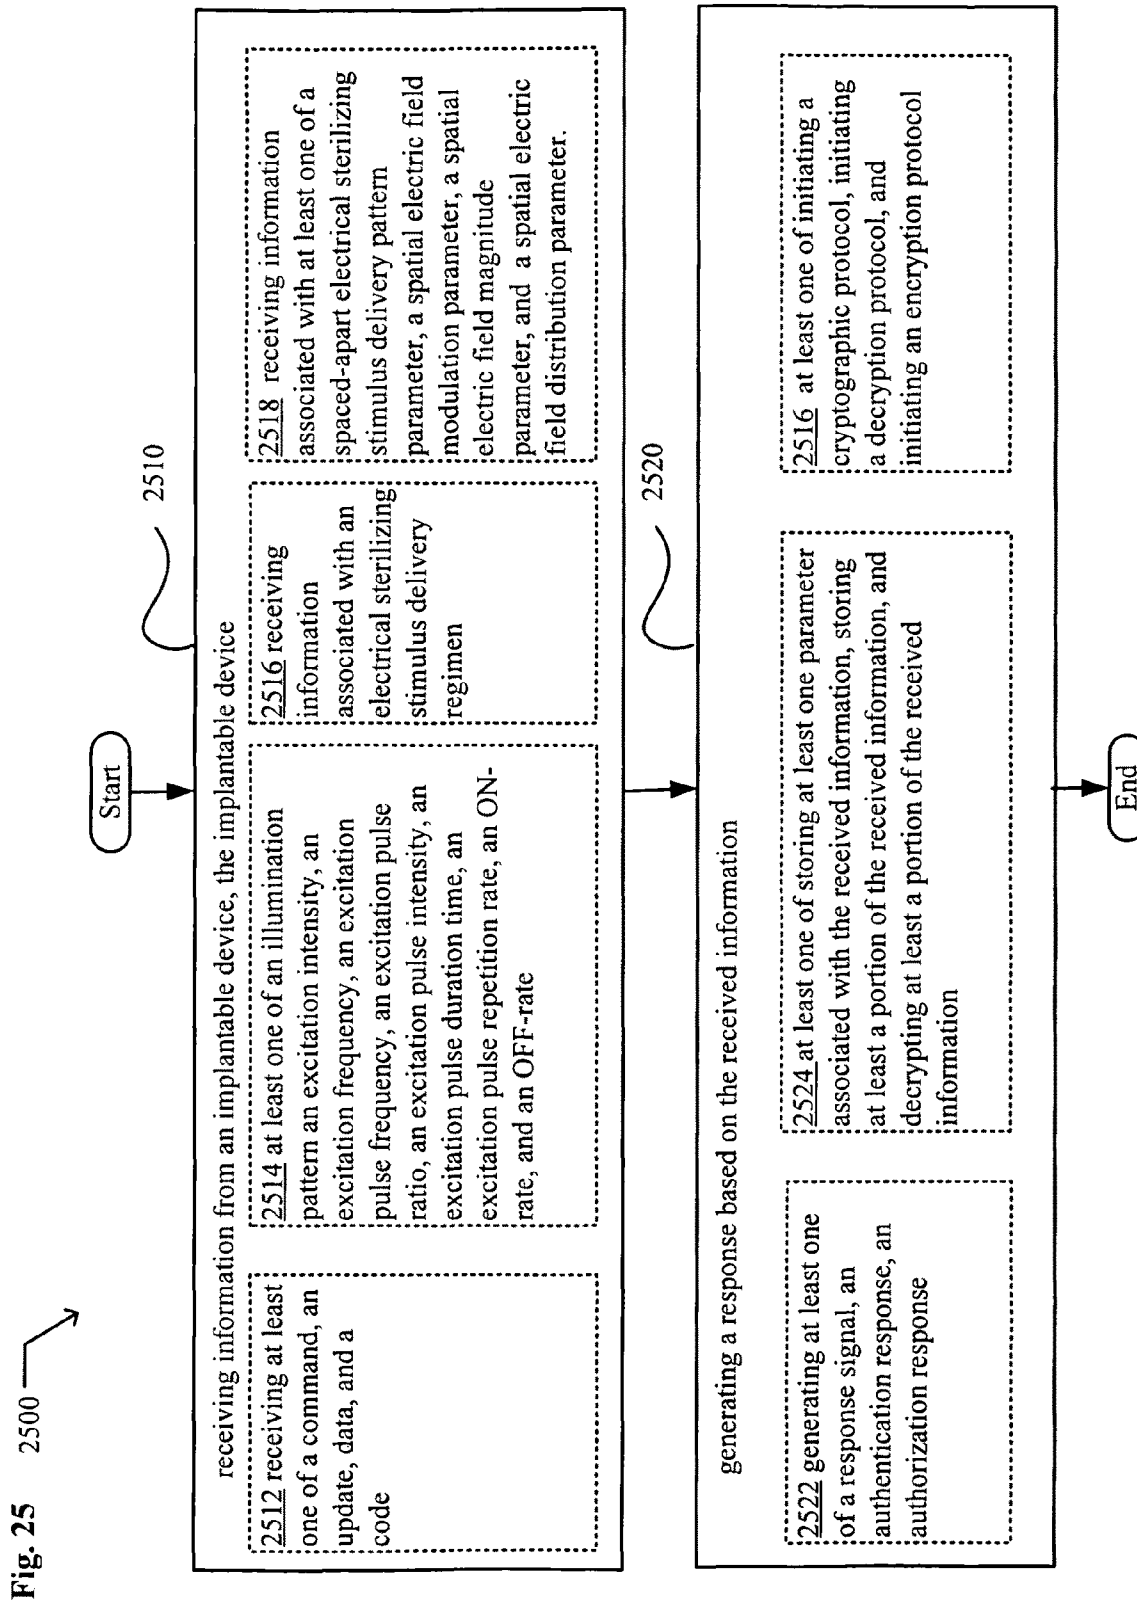 Fig. 25
2500
Start
2510
receiving information from an implantable device, the implantable device
2512 receiving at least
one of a command, an
update, data, and a
code
2514 at least one of an illumination
pattern an excitation intensity, an
excitation frequency, an excitation
pulse frequency, an excitation pulse
ratio, an excitation pulse intensity, an
excitation pulse duration time, an
excitation pulse repetition rate, an ON-
rate, and an OFF-rate
2516 receiving
information
associated with an
electrical sterilizing
stimulus delivery
regimen
2518 receiving information
associated with at least one of a
spaced-apart electrical sterilizing
stimulus delivery pattern
parameter, a spatial electric field
modulation parameter, a spatial
electric field magnitude
parameter, and a spatial electric
field distribution parameter.
2520
generating a response based on the received information
2522 generating at least one
of a response signal, an
authentication response, an
authorization response
2524 at least one of storing at least one parameter
associated with the received information, storing
at least a portion of the received information, and
decrypting at least a portion of the received
information
2516 at least one of initiating a
cryptographic protocol, initiating
a decryption protocol, and
initiating an encryption protocol
End